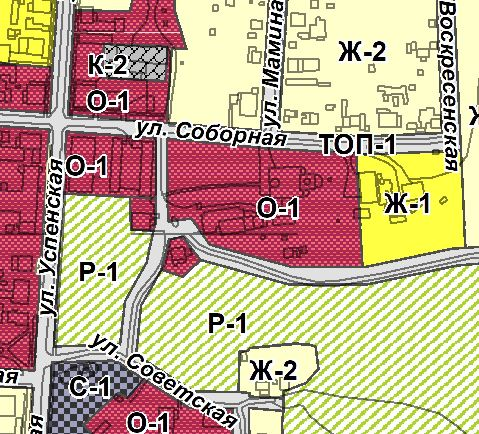 Ж-2
К-2
О-1
ул. Мамина
Воскресенская
ул. Соборная
ТОП-1
О-1
О-1
Ж-1
ул. Успенская
Р-1
Р-1
ул. Советская
Ж-2
С-1
О-1
ая